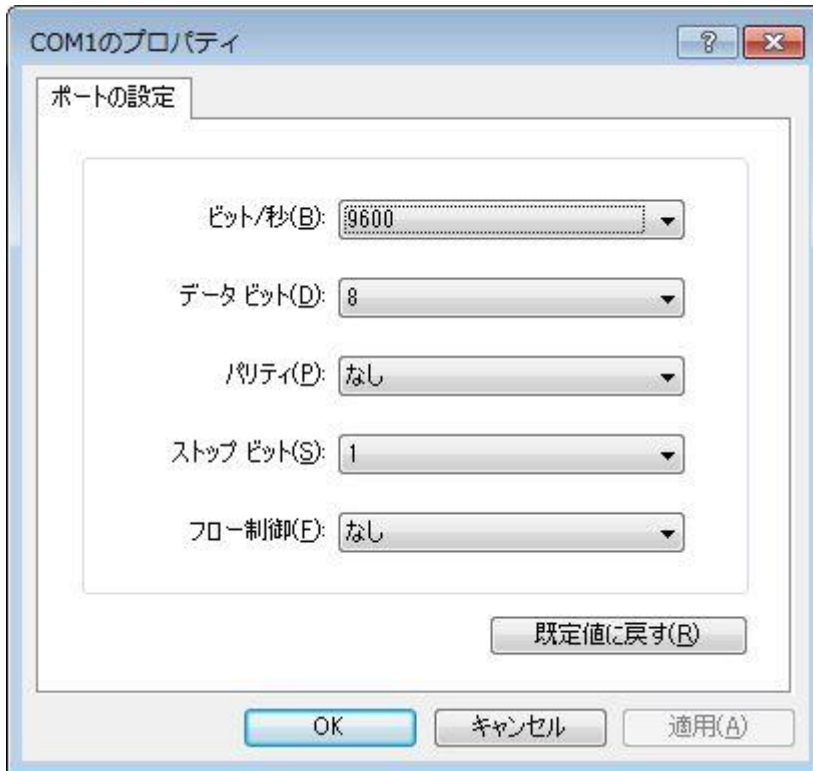 COM1のプロパティ
ポートの設定
ビット/秒(B): 9600
データ ビット(D): 8
パリティ(P): なし
ストップ ビット(S): 1
フロー制御(F): なし
既定値に戻す(R)
OK キャンセル 適用(A)